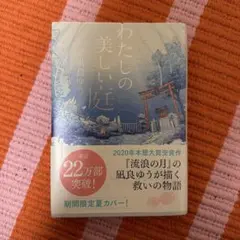 わたしの
美しい庭
22万部
突破!
期間限定夏カバー!
2020年本屋大賞受賞作
『流浪の月』の
凪良ゆうが描く
救いの物語